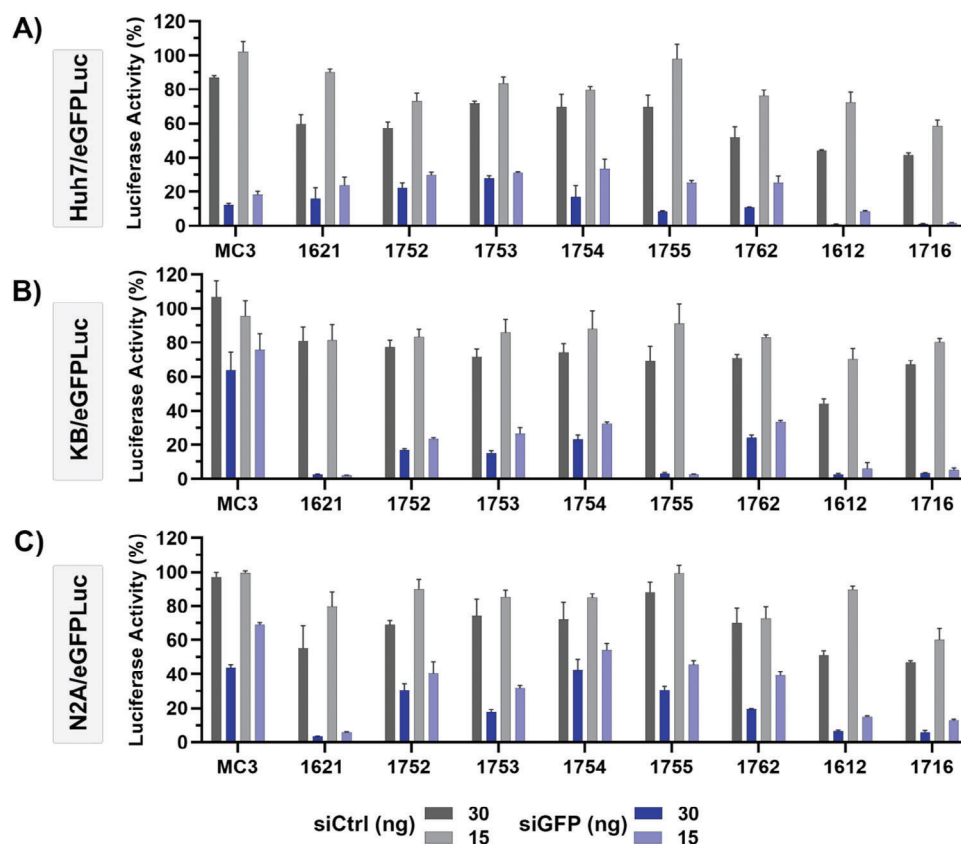 A)
Huh7/eGFPLuc
Luciferase Activity (%)
120
100
80
60
40
20
0
MC3 1621 1752 1753 1754 1755 1762 1612 1716
B)
KB/eGFPLuc
Luciferase Activity (%)
120
100
80
60
40
20
0
MC3 1621 1752 1753 1754 1755 1762 1612 1716
C)
N2A/eGFPLuc
Luciferase Activity (%)
120
100
80
60
40
20
0
MC3 1621 1752 1753 1754 1755 1762 1612 1716
siCtrl (ng) 30 siGFP (ng) 30
15 15